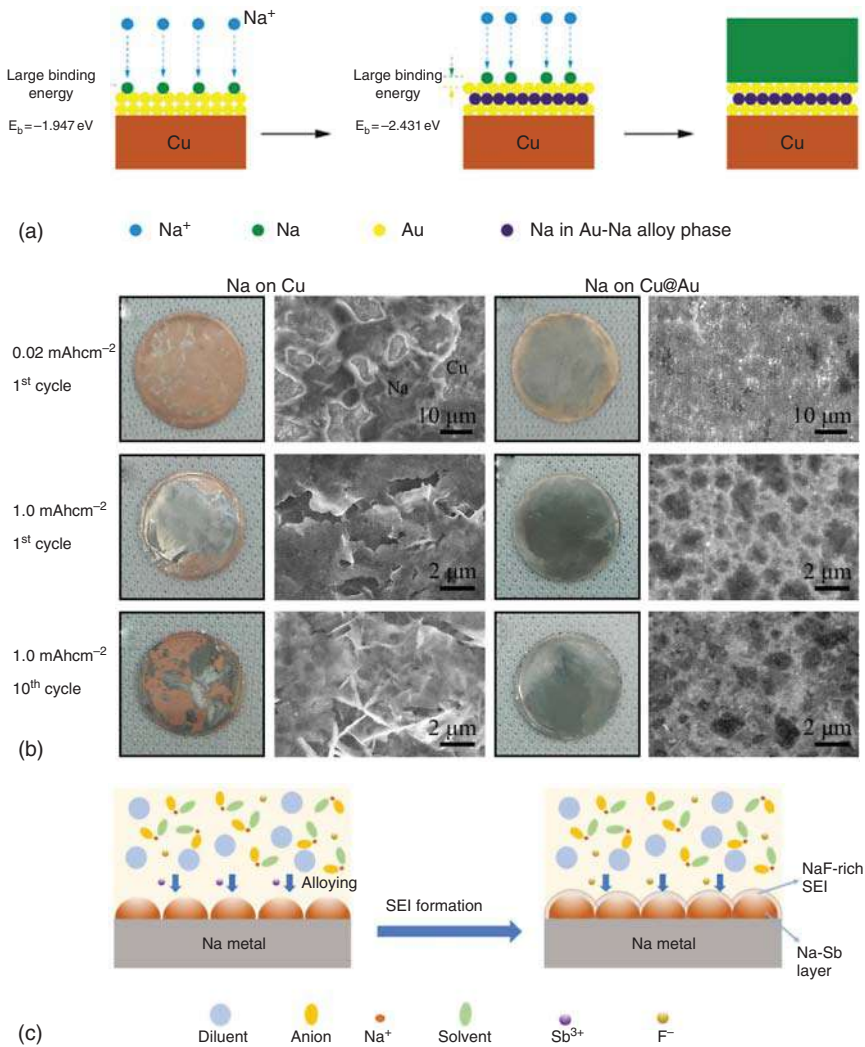 Na⁺
Large binding
energy
E_b = −1.947 eV
Cu
Large binding
energy
E_b = −2.431 eV
Cu
Cu
(a)
Na⁺
Na
Au
Na in Au-Na alloy phase
Na on Cu
Na on Cu@Au
0.02 mAhcm⁻²
1ˢᵗ cycle
Na
Cu
10 µm
10 µm
1.0 mAhcm⁻²
1ˢᵗ cycle
2 µm
2 µm
1.0 mAhcm⁻²
10ᵗʰ cycle
2 µm
2 µm
(b)
Alloying
Na metal
SEI formation
NaF-rich
SEI
Na metal
Na-Sb
layer
(c)
Diluent
Anion
Na⁺
Solvent
Sb³⁺
F⁻